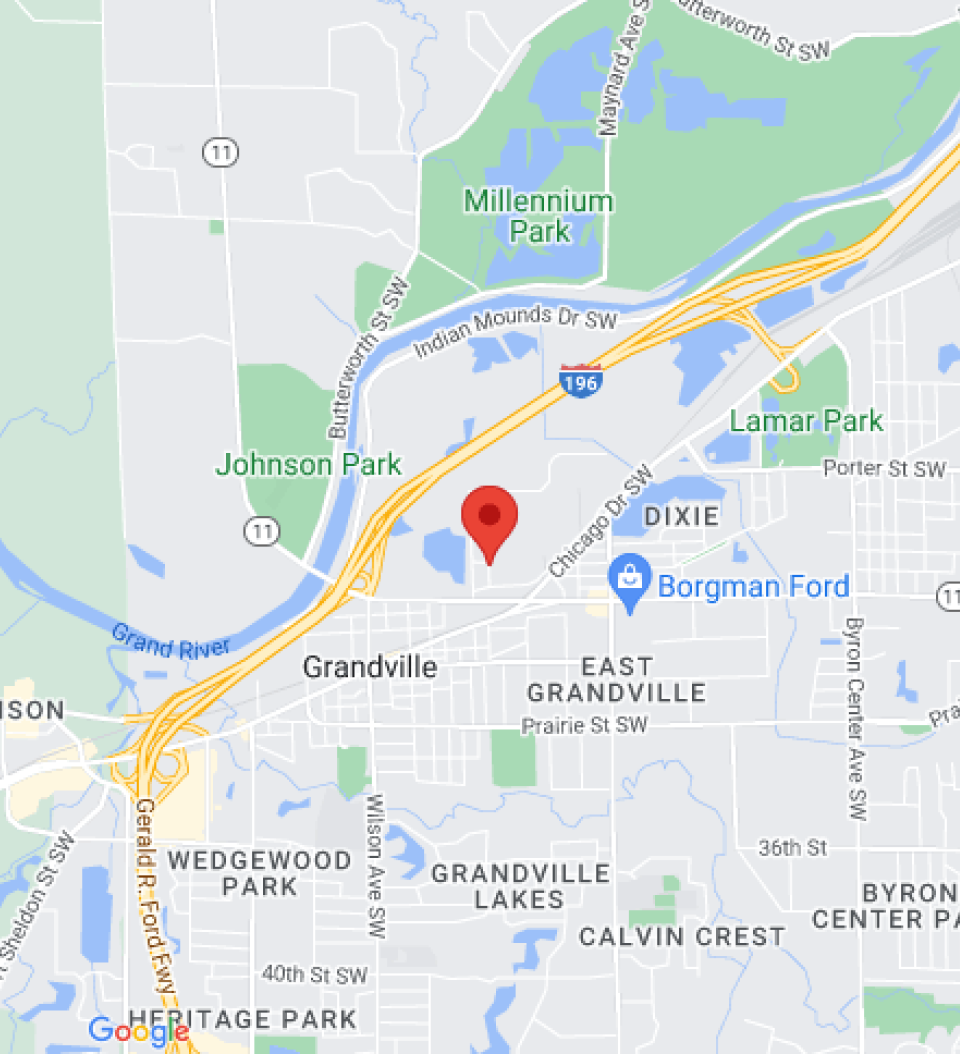 Butterworth St SW
Maynard Ave S
11
Millennium
Park
Butterworth St SW
Indian Mounds Dr SW
196
Lamar Park
Johnson Park
Porter St SW
Chicago Dr SW
DIXIE
11
Borgman Ford
11
Grand River
Grandville
EAST
GRANDVILLE
Byron Center Ave SW
ISON
Prairie St SW
Pra
Gerald R. Ford Fwy
Wilson Ave SW
36th St
WEDGEWOOD
PARK
GRANDVILLE
LAKES
BYRON
CENTER PA
Sheldon St SW
CALVIN CREST
40th St SW
HERITAGE PARK
Google